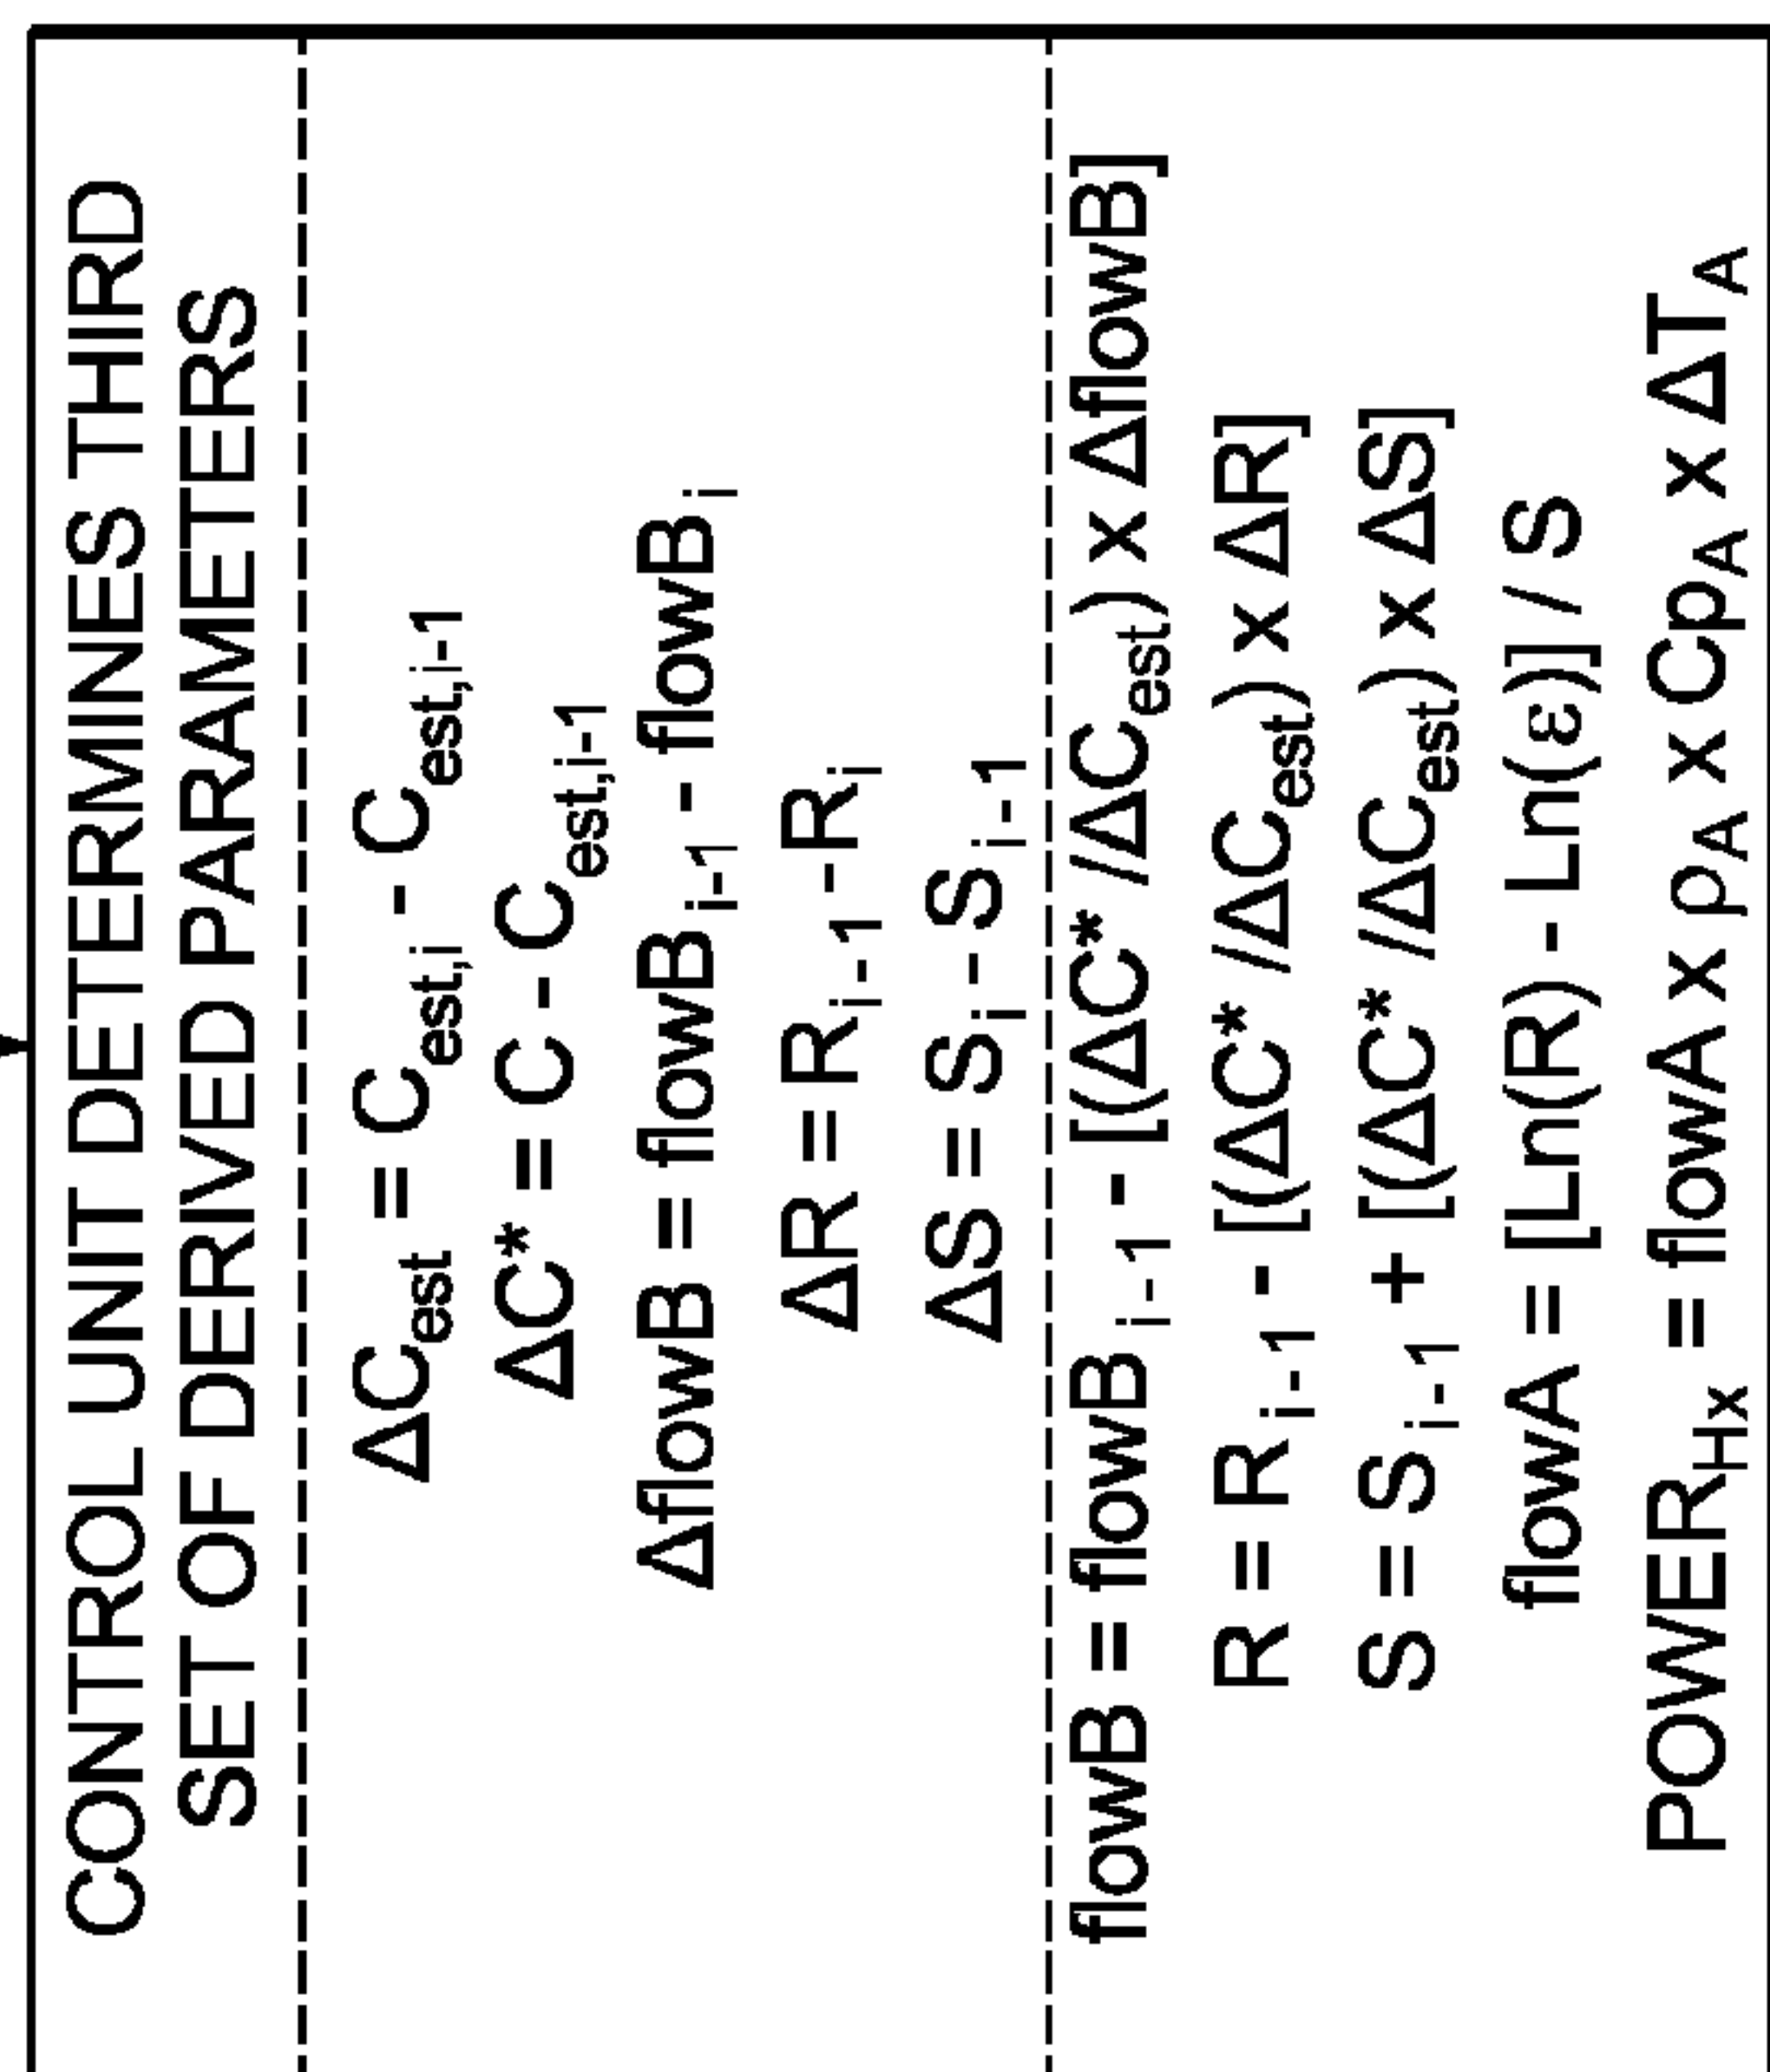 CONTROL UNIT DETERMINES THIRD
SET OF DERIVED PARAMETERS
ΔC_est = C_est,i - C_est,i-1
ΔC* = C - C_est,i-1
ΔflowB = flowB_i-1 - flowB_i
ΔR = R_i-1 - R_i
ΔS = S_i - S_i-1
flowB = flowB_i-1 - [(ΔC* //ΔC_est) x ΔflowB]
R = R_i-1 - [(ΔC* //ΔC_est) x ΔR]
S = S_i-1 + [(ΔC* //ΔC_est) x ΔS]
flowA = [Ln(R) - Ln(ε)] / S
POWER_Hx = flowA x ρ_A x Cp_A x ΔT_A